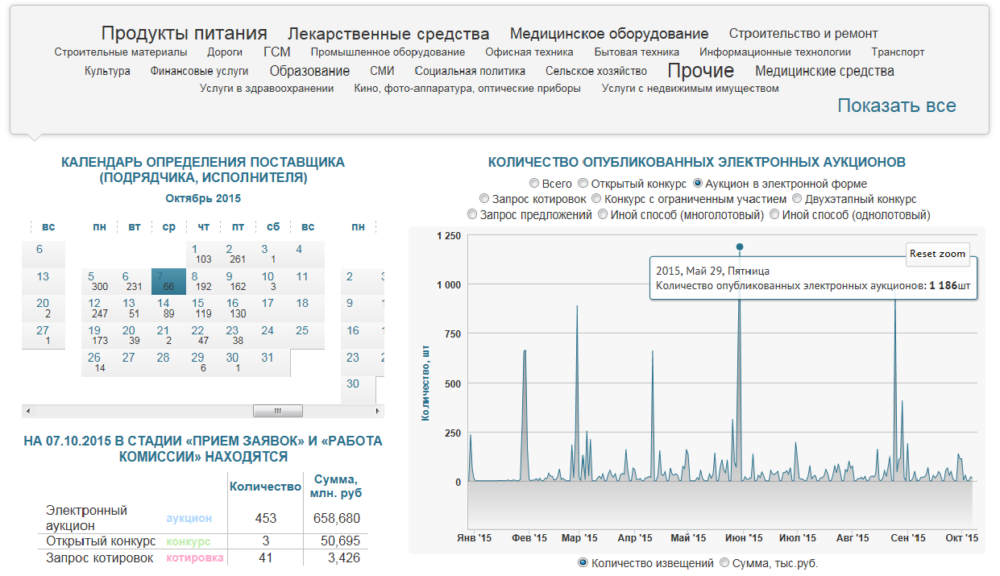 Продукты питания Лекарственные средства Медицинское оборудование Строительство и ремонт
Строительные материалы Дороги ГСМ Промышленное оборудование Офисная техника Бытовая техника Информационные технологии Транспорт
Культура Финансовые услуги Образование СМИ Социальная политика Сельское хозяйство Прочие Медицинские средства
Услуги в здравоохранении Кино, фото-аппаратура, оптические приборы Услуги с недвижимым имуществом
Показать все
КАЛЕНДАРЬ ОПРЕДЕЛЕНИЯ ПОСТАВЩИКА
(ПОДРЯДЧИКА, ИСПОЛНИТЕЛЯ)
Октябрь 2015
вс пн вт ср чт пт сб вс пн
6 1 2 3 4
103 261 1
13 5 6 7 8 9 10 11 2
300 231 66 192 162 3
20 12 13 14 15 16 17 18 9
2 247 51 89 119 130
27 19 20 21 22 23 24 25 16
1 173 39 2 47 38
26 27 28 29 30 31 23
14 6 1
30
НА 07.10.2015 В СТАДИИ «ПРИЕМ ЗАЯВОК» И «РАБОТА
КОМИССИИ» НАХОДЯТСЯ
Количество Сумма,
млн. руб
Электронный
аукцион аукцион 453 658,680
Открытый конкурс конкурс 3 50,695
Запрос котировок котировка 41 3,426
КОЛИЧЕСТВО ОПУБЛИКОВАННЫХ ЭЛЕКТРОННЫХ АУКЦИОНОВ
Всего Открытый конкурс Аукцион в электронной форме
Запрос котировок Конкурс с ограниченным участием Двухэтапный конкурс
Запрос предложений Иной способ (многолотовый) Иной способ (однолотовый)
1 250
1 000
750
500
250
0
Количество, шт
Reset zoom
2015, Май 29, Пятница
Количество опубликованных электронных аукционов: 1 186шт
Янв '15 Фев '15 Мар '15 Апр '15 Май '15 Июн '15 Июл '15 Авг '15 Сен '15 Окт '15
Количество извещений Сумма, тыс.руб.